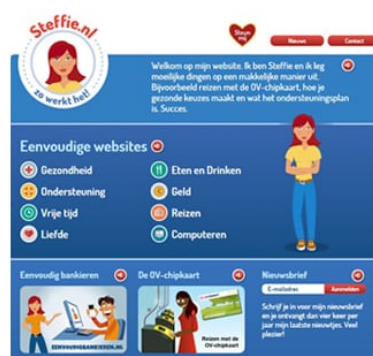 Steffie.nl
zo werkt het!
Steun mij
Nieuws
Contact
Welkom op mijn website. Ik ben Steffie en ik leg
moeilijke dingen op een makkelijke manier uit.
Bijvoorbeeld reizen met de OV-chipkaart, hoe je
gezonde keuzes maakt en wat het ondersteuningsplan
is. Succes.
Eenvoudige websites
Gezondheid
Ondersteuning
Vrije tijd
Liefde
Eten en Drinken
Geld
Reizen
Computeren
Eenvoudig bankieren
EENVOUDIGBANKIEREN.NL
De OV-chipkaart
Reizen met de
OV-chipkaart
Nieuwsbrief
E-mailadres
Aanmelden
Schrijf je in voor mijn nieuwsbrief
en je ontvangt dan vier keer per
jaar mijn laatste nieuwtjes. Veel
plezier!